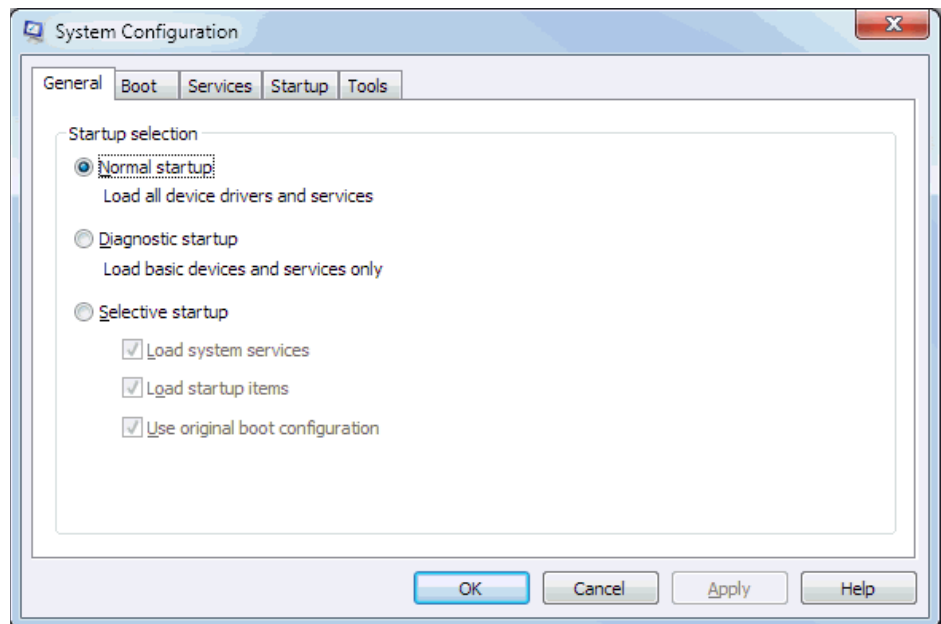 System Configuration
General Boot Services Startup Tools
Startup selection
Normal startup
Load all device drivers and services
Diagnostic startup
Load basic devices and services only
Selective startup
Load system services
Load startup items
Use original boot configuration
OK Cancel Apply Help